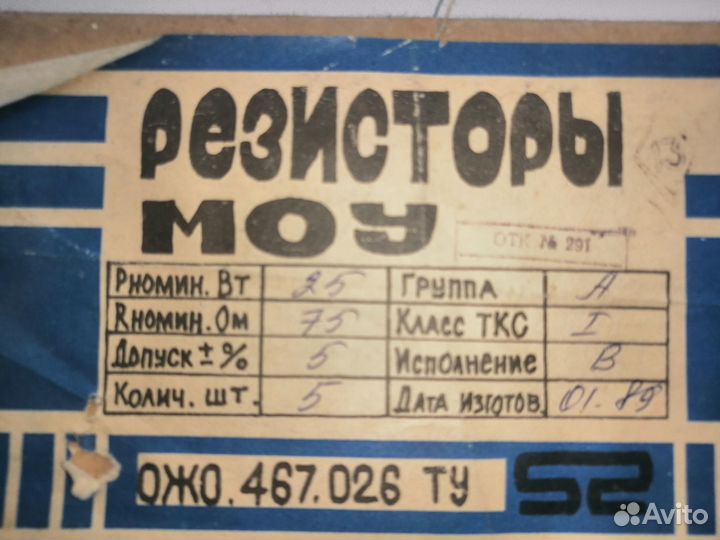 Резисторы
МОУ
ОТК № 291
Рномин. Вт 25 Группа А
Rномин. Ом 75 Класс ТКС I
Допуск ± % 5 Исполнение В
Колич. шт. 5 Дата изготов. 01-89
ОЖО.467.026 ТУ
Avito